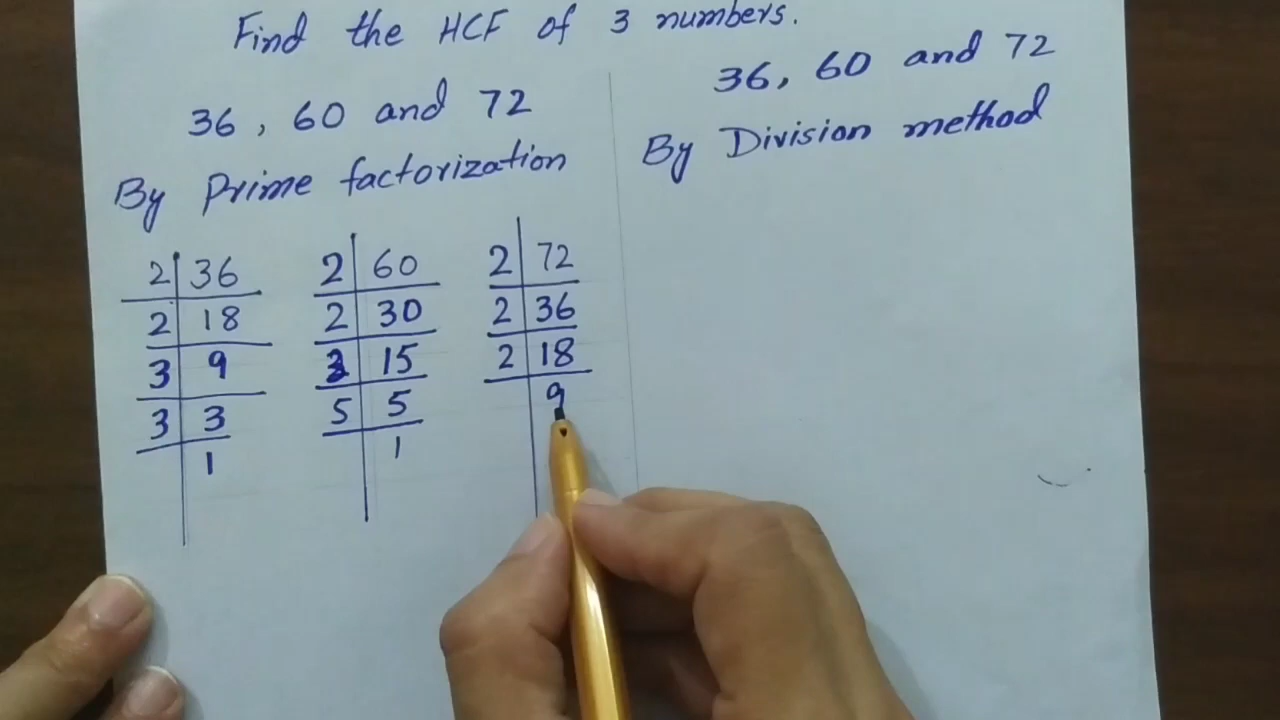 Find the HCF of 3 numbers.
36, 60 and 72
By Prime factorization
2 36
2 18
3 9
3 3
1
2 60
2 30
3 15
5 5
1
2 72
2 36
2 18
9
36, 60 and 72
By Division method